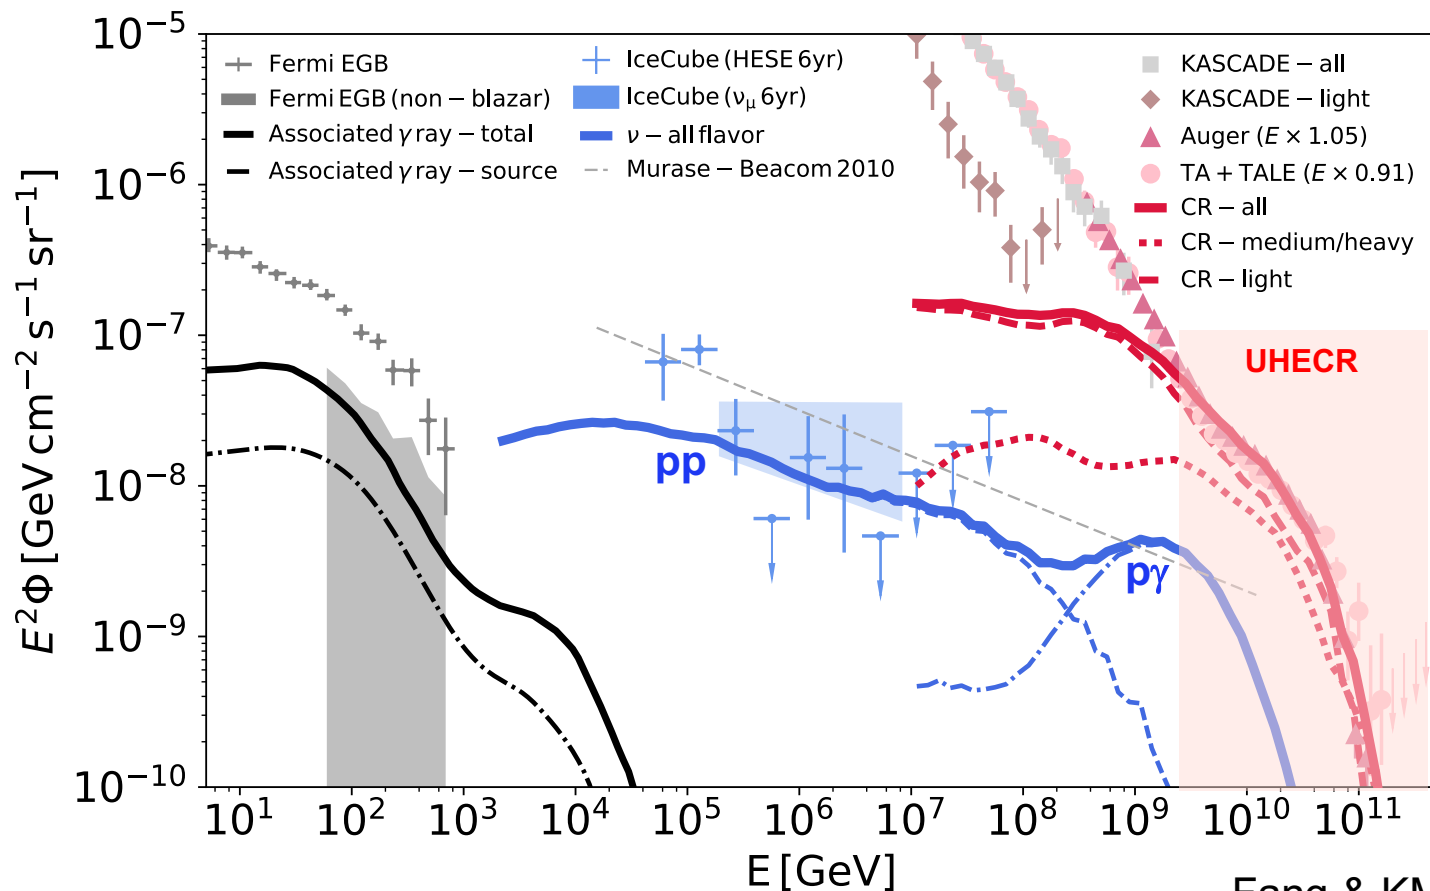 10⁻⁵
10⁻⁶
10⁻⁷
10⁻⁸
10⁻⁹
10⁻¹⁰
E²Φ [GeV cm⁻² s⁻¹ sr⁻¹]
Fermi EGB
Fermi EGB (non − blazar)
Associated γ ray − total
Associated γ ray − source
IceCube (HESE 6yr)
IceCube (νμ 6yr)
ν − all flavor
Murase − Beacom 2010
KASCADE − all
KASCADE − light
Auger (E × 1.05)
TA + TALE (E × 0.91)
CR − all
CR − medium/heavy
CR − light
UHECR
pp
pγ
10¹ 10² 10³ 10⁴ 10⁵ 10⁶ 10⁷ 10⁸ 10⁹ 10¹⁰ 10¹¹
E [GeV]